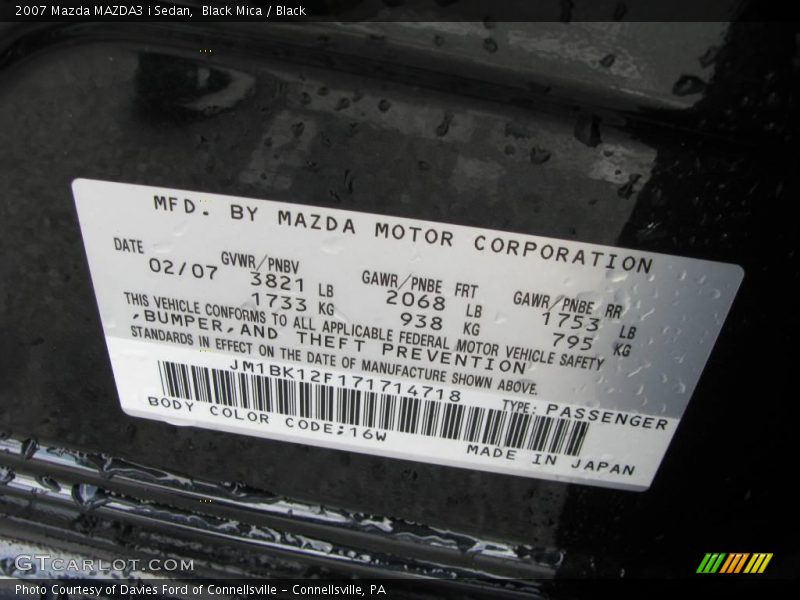 2007 Mazda MAZDA3 i Sedan,  Black Mica / Black
MFD. BY MAZDA MOTOR CORPORATION
DATE GVWR/PNBV GAWR/PNBE FRT GAWR/PNBE RR
02/07 3821 LB 2068 LB 1753 LB
1733 KG 938 KG 795 KG
THIS VEHICLE CONFORMS TO ALL APPLICABLE FEDERAL MOTOR VEHICLE SAFETY
,BUMPER,AND THEFT PREVENTION
STANDARDS IN EFFECT ON THE DATE OF MANUFACTURE SHOWN ABOVE.
JM1BK12F171714718 TYPE: PASSENGER
BODY COLOR CODE:16W MADE IN JAPAN
GTCARLOT.COM
Photo Courtesy of Davies Ford of Connellsville – Connellsville, PA